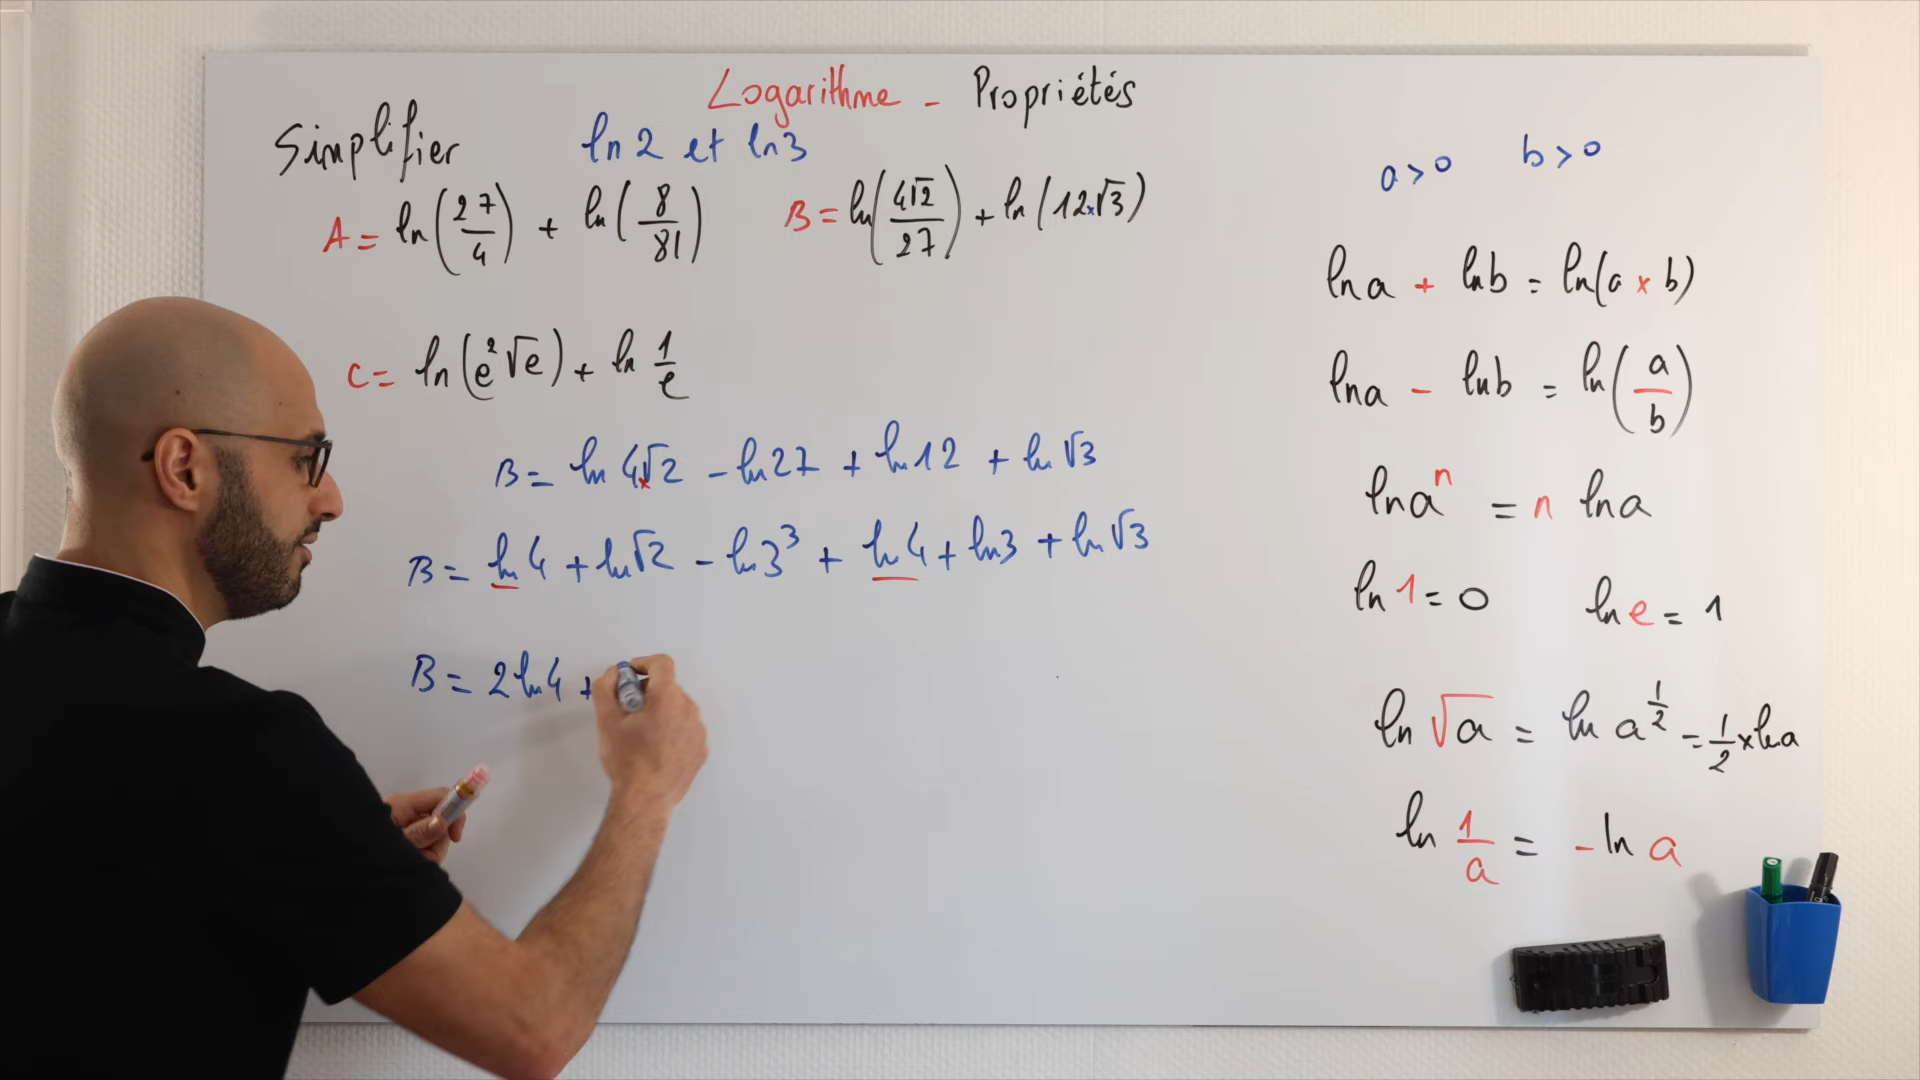 Logarithme - Propriétés
Simplifier ln 2 et ln 3
A = ln(27/4) + ln(8/81)
B = ln(4√2/27) + ln(12×√3)
C = ln(e²√e) + ln 1/e
B = ln 4×√2 - ln 27 + ln 12 + ln √3
B = ln 4 + ln √2 - ln 3³ + ln 4 + ln 3 + ln √3
B = 2 ln 4 +
a > 0 b > 0
ln a + ln b = ln(a × b)
ln a - ln b = ln(a/b)
ln aⁿ = n ln a
ln 1 = 0 ln e = 1
ln √a = ln a^(1/2) = 1/2 × ln a
ln 1/a = - ln a